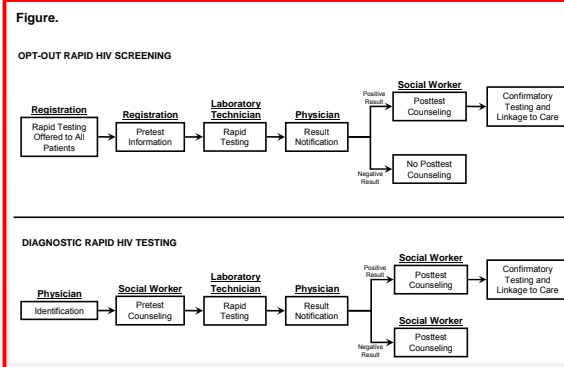 Figure.
OPT-OUT RAPID HIV SCREENING
Registration
Rapid Testing
Offered to All
Patients
Registration
Pretest
Information
Laboratory
Technician
Rapid
Testing
Physician
Result
Notification
Positive
Result
Social Worker
Posttest
Counseling
Confirmatory
Testing and
Linkage to Care
Negative
Result
No Posttest
Counseling
DIAGNOSTIC RAPID HIV TESTING
Physician
Identification
Social Worker
Pretest
Counseling
Laboratory
Technician
Rapid
Testing
Physician
Result
Notification
Positive
Result
Social Worker
Posttest
Counseling
Confirmatory
Testing and
Linkage to Care
Negative
Result
Social Worker
Posttest
Counseling